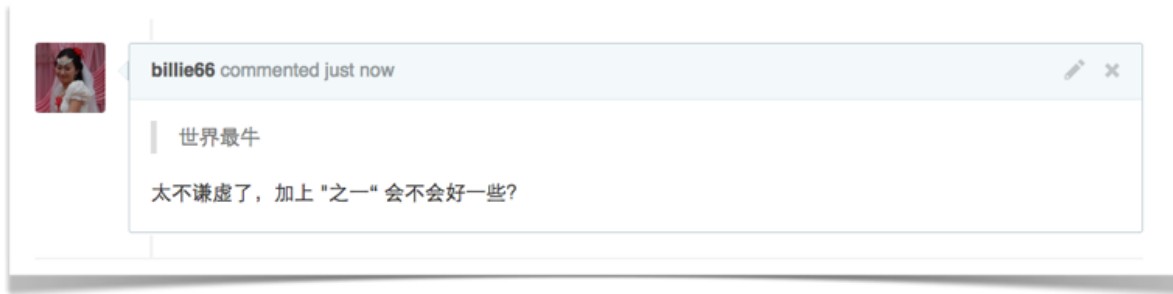 billie66 commented just now
世界最牛
太不谦虚了，加上 "之一“ 会不会好一些?